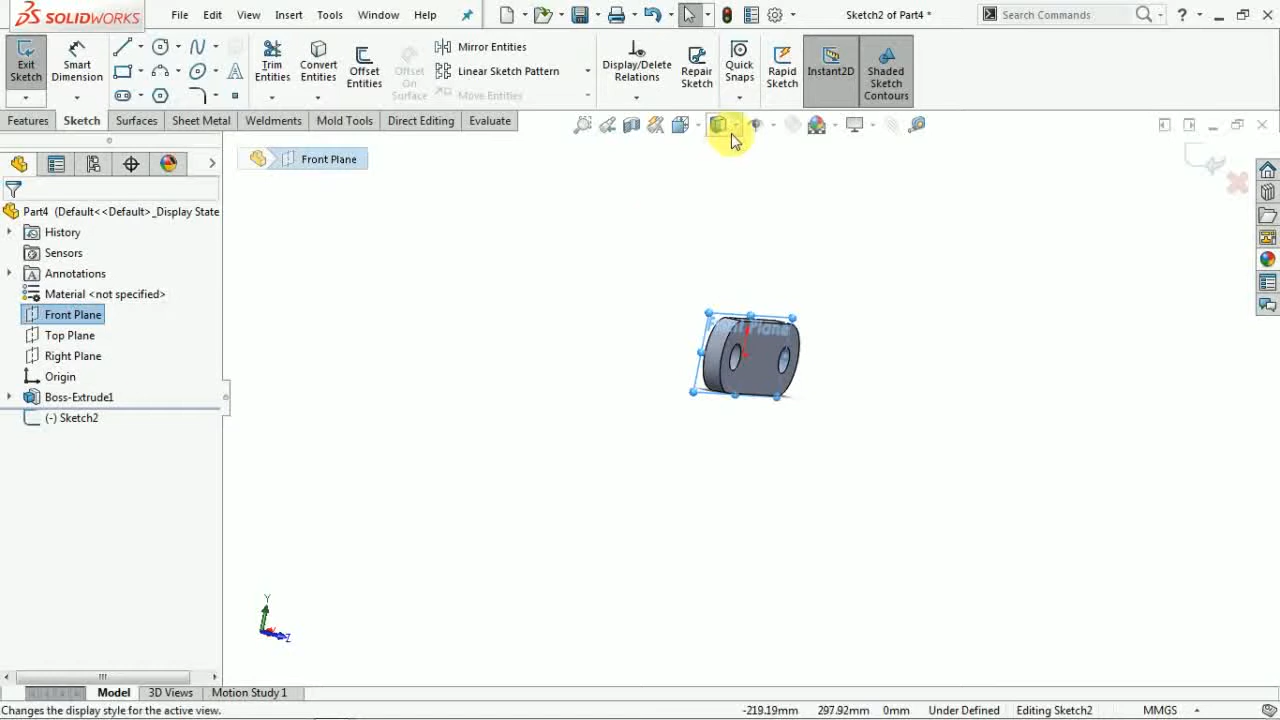 SOLIDWORKS
File Edit View Insert Tools Window Help
Sketch2 of Part4 *
Search Commands
?
Exit Sketch
Smart Dimension
Trim Entities
Convert Entities
Offset Entities
Offset On Surface
Mirror Entities
Linear Sketch Pattern
Move Entities
Display/Delete Relations
Repair Sketch
Quick Snaps
Rapid Sketch
Instant2D
Shaded Sketch Contours
Features Sketch Surfaces Sheet Metal Weldments Mold Tools Direct Editing Evaluate
Front Plane
Part4 (Default<<Default>_Display State
History
Sensors
Annotations
Material <not specified>
Front Plane
Top Plane
Right Plane
Origin
Boss-Extrude1
(-) Sketch2
Front Plane
Y
Z
Model 3D Views Motion Study 1
Changes the display style for the active view.
-219.19mm 297.92mm 0mm Under Defined Editing Sketch2 MMGS